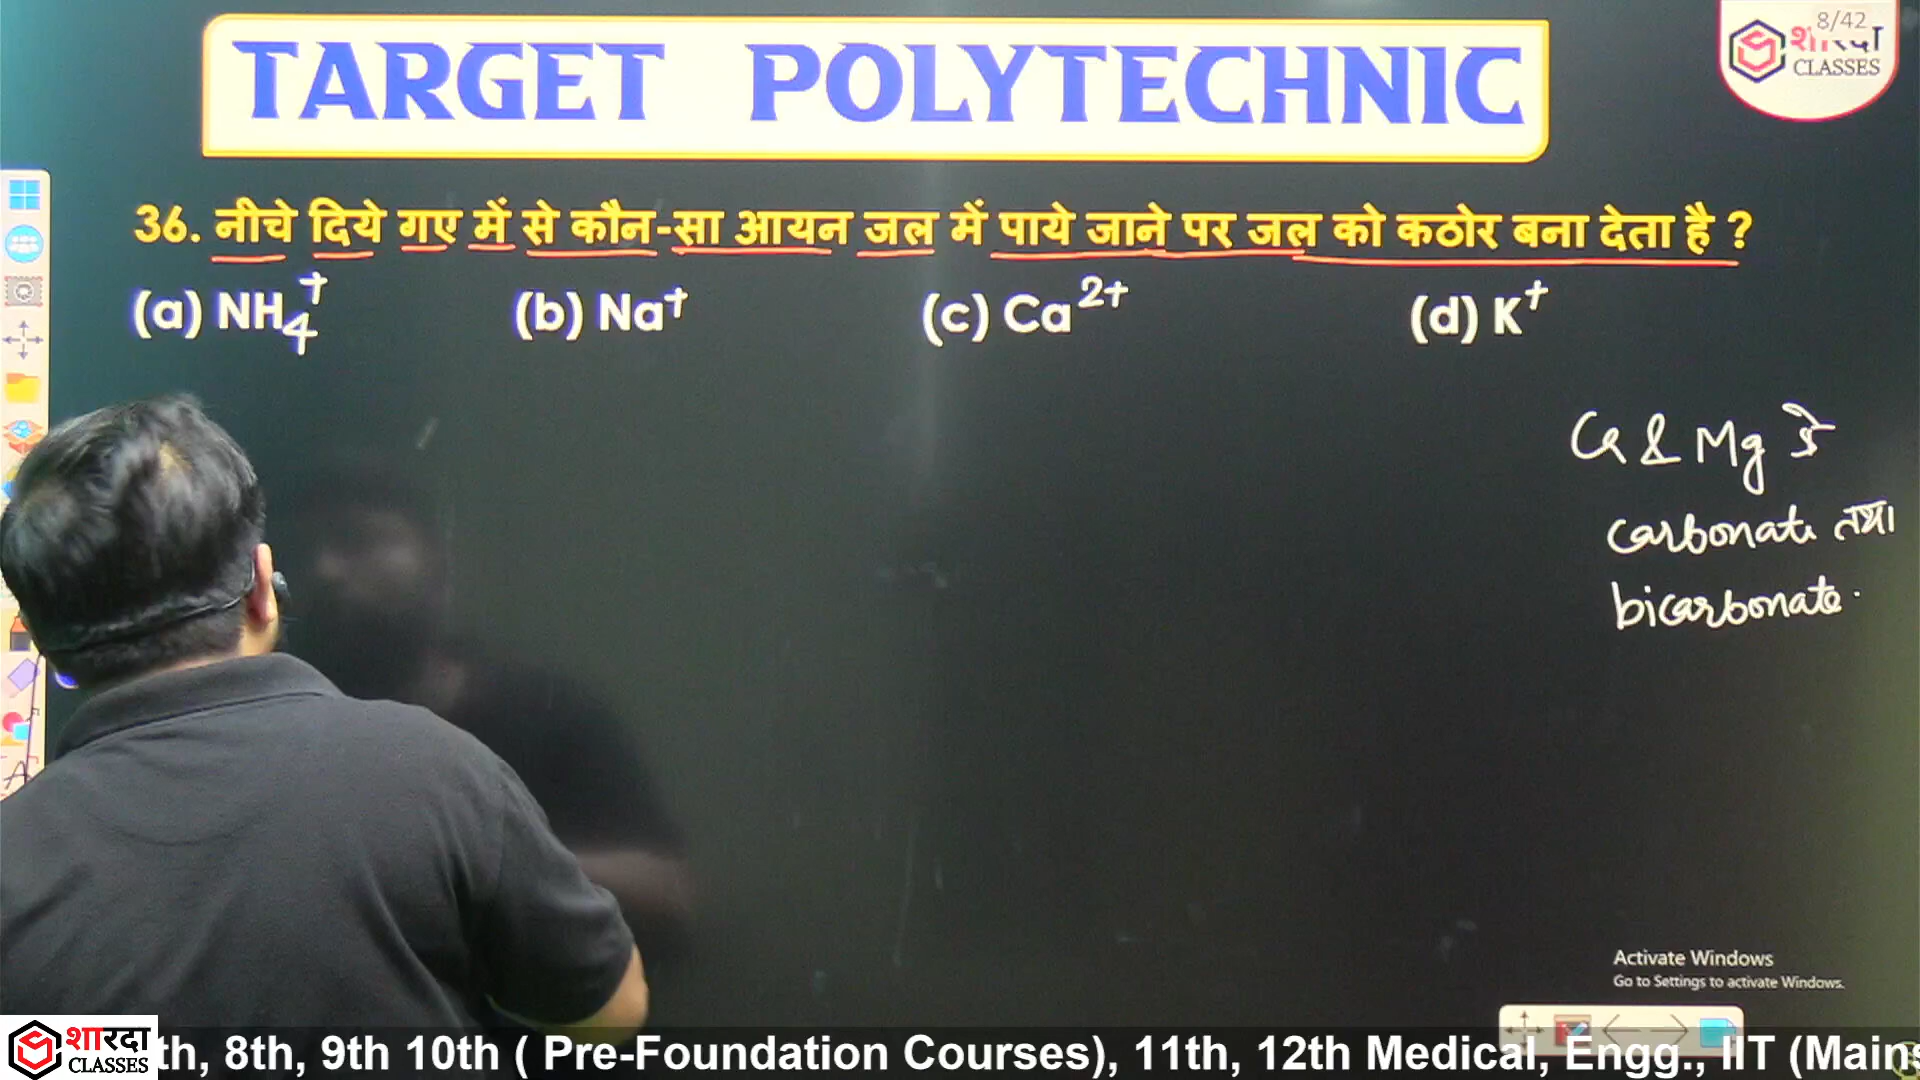 8/42
शारदा
CLASSES
TARGET POLYTECHNIC
36. नीचे दिये गए में से कौन-सा आयन जल में पाये जाने पर जल को कठोर बना देता है ?
(a) NH₄⁺ (b) Na⁺ (c) Ca²⁺ (d) K⁺
Ca & Mg के
carbonate तथा
bicarbonate.
Activate Windows
Go to Settings to activate Windows.
शारदा
CLASSES
th, 8th, 9th 10th ( Pre-Foundation Courses), 11th, 12th Medical, Engg., IIT (Mains